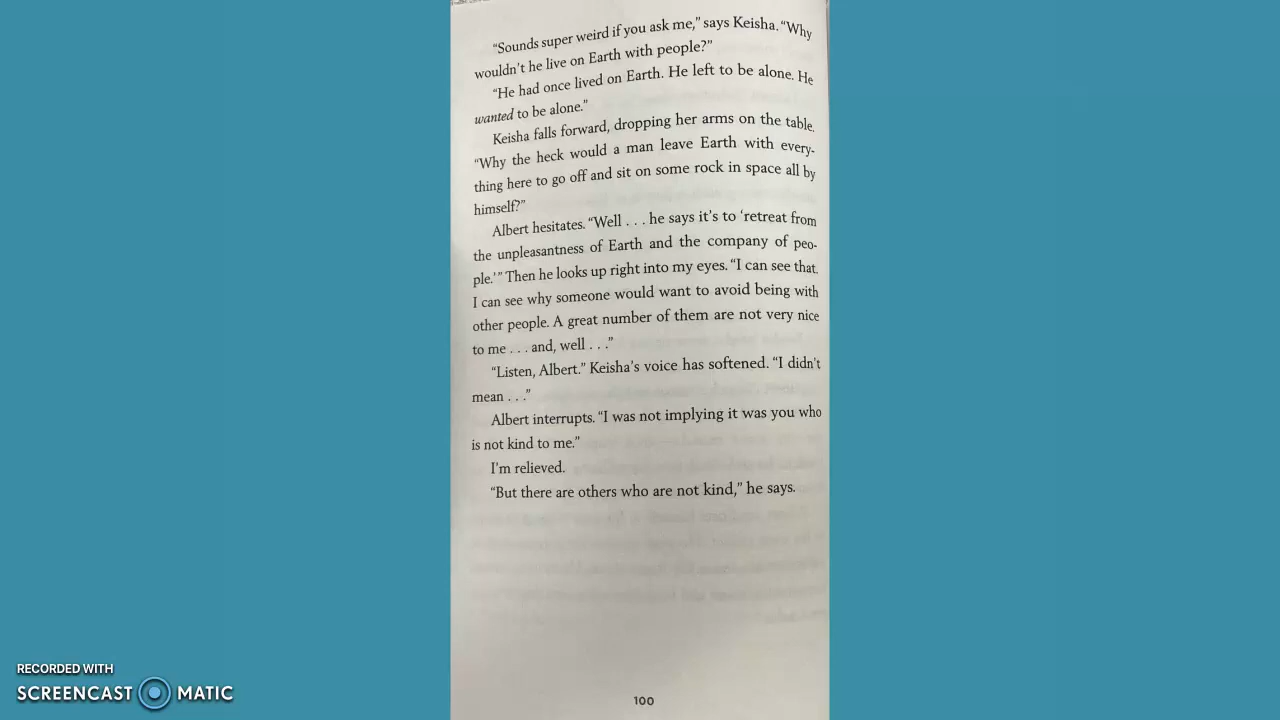 “Sounds super weird if you ask me,” says Keisha. “Why
wouldn’t he live on Earth with people?”
“He had once lived on Earth. He left to be alone. He
wanted to be alone.”
Keisha falls forward, dropping her arms on the table.
“Why the heck would a man leave Earth with every-
thing here to go off and sit on some rock in space all by
himself?”
Albert hesitates. “Well . . . he says it’s to ‘retreat from
the unpleasantness of Earth and the company of peo-
ple.’” Then he looks up right into my eyes. “I can see that.
I can see why someone would want to avoid being with
other people. A great number of them are not very nice
to me . . . and, well . . .”
“Listen, Albert.” Keisha’s voice has softened. “I didn’t
mean . . .”
Albert interrupts. “I was not implying it was you who
is not kind to me.”
I’m relieved.
“But there are others who are not kind,” he says.
100
RECORDED WITH
SCREENCAST MATIC